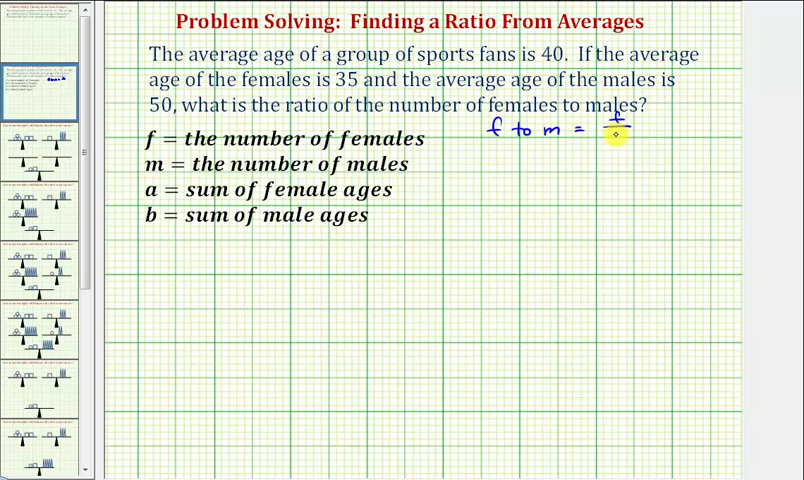 Problem Solving: Finding a Ratio From Averages
The average age of a group of sports fans is 40. If the average
age of the females is 35 and the average age of the males is
50, what is the ratio of the number of females to males?
f to m = f
f = the number of females
m = the number of males
a = sum of female ages
b = sum of male ages